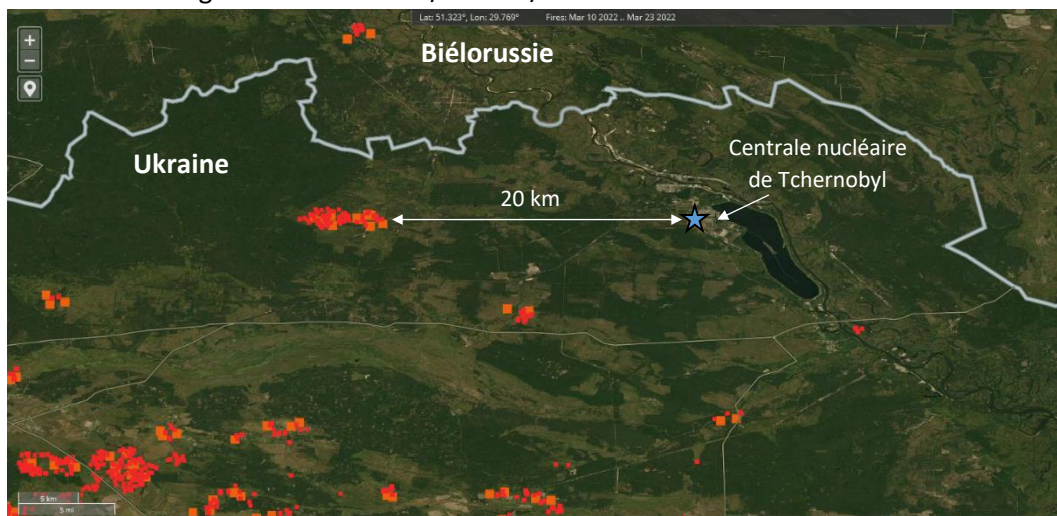 Lat: 51.323°, Lon: 29.769° Fires: Mar 10 2022 .. Mar 23 2022
Biélorussie
Ukraine
Centrale nucléaire
de Tchernobyl
20 km
5 km
5 mi